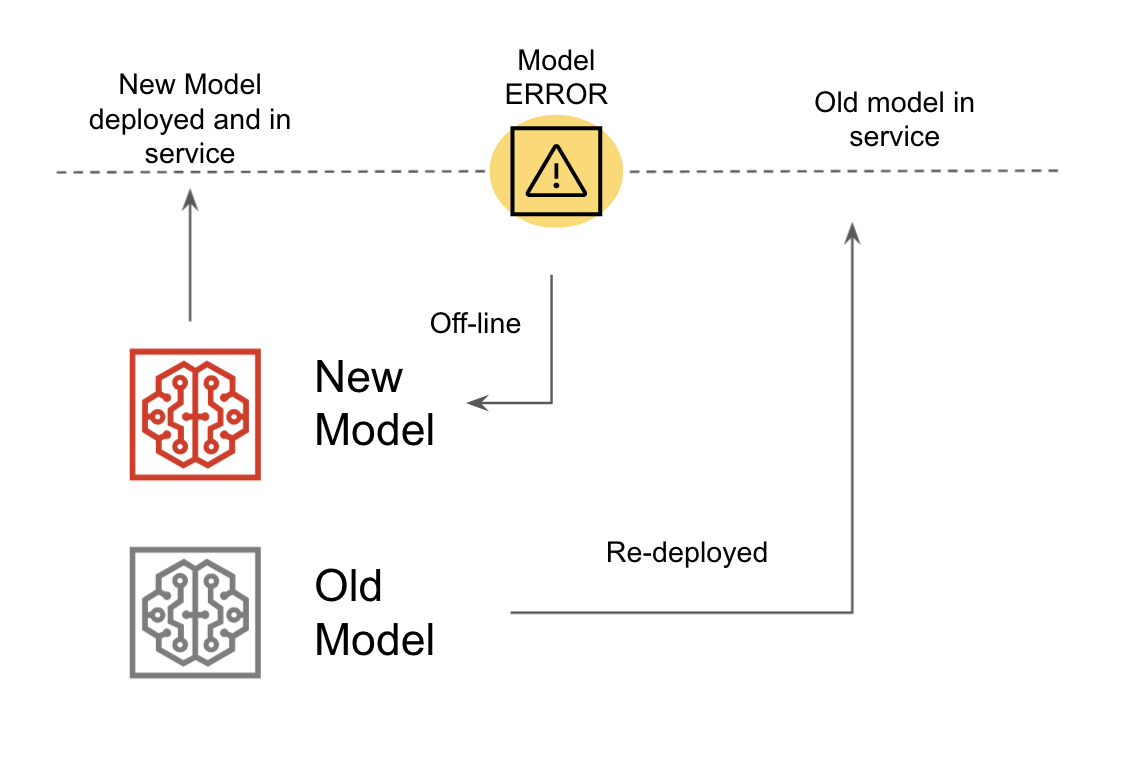 New Model
deployed and in
service
Model
ERROR
Old model in
service
Off-line
New
Model
Re-deployed
Old
Model